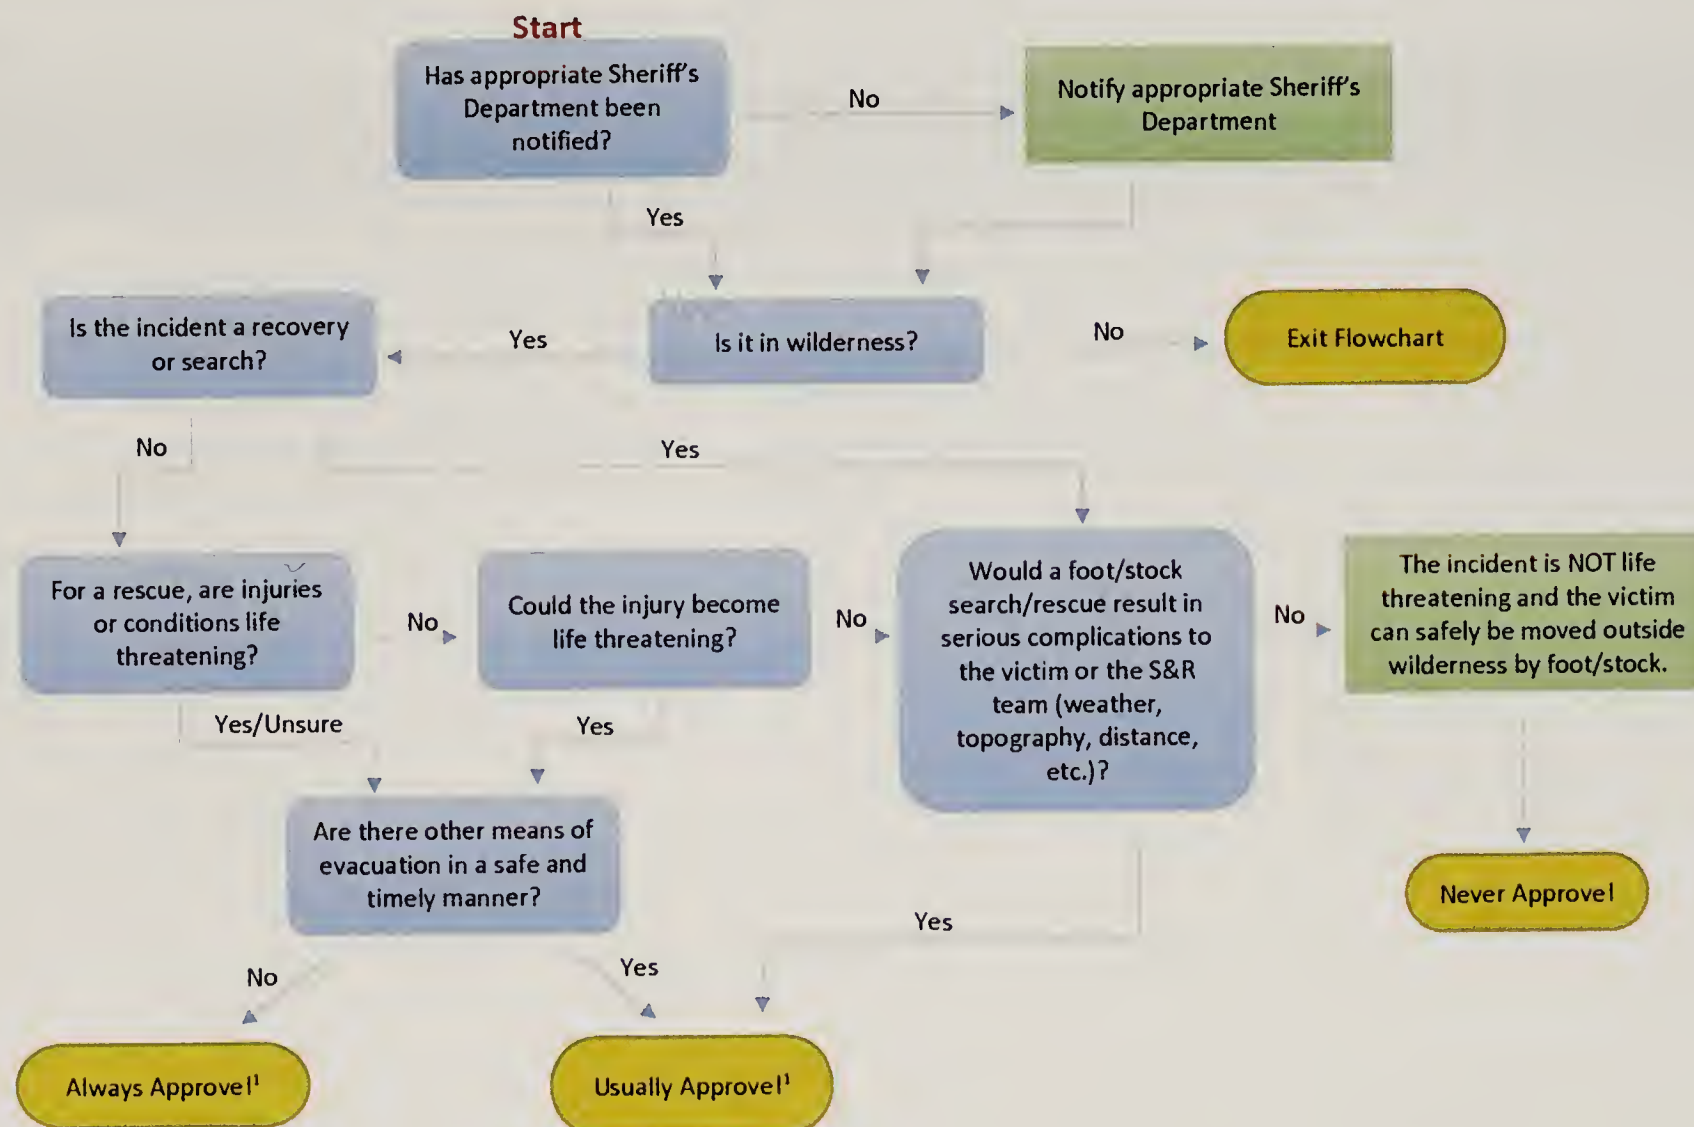 Start
Has appropriate Sheriff's
Department been
notified?
No
Notify appropriate Sheriff's
Department
Yes
Is the incident a recovery
or search?
Yes
Is it in wilderness?
No
Exit Flowchart
No
Yes
For a rescue, are injuries
or conditions life
threatening?
No
Could the injury become
life threatening?
No
Would a foot/stock
search/rescue result in
serious complications to
the victim or the S&R
team (weather,
topography, distance,
etc.)?
No
The incident is NOT life
threatening and the victim
can safely be moved outside
wilderness by foot/stock.
Yes/Unsure
Yes
Are there other means of
evacuation in a safe and
timely manner?
Never Approve!
Yes
No
Yes
Always Approve!¹
Usually Approve!¹